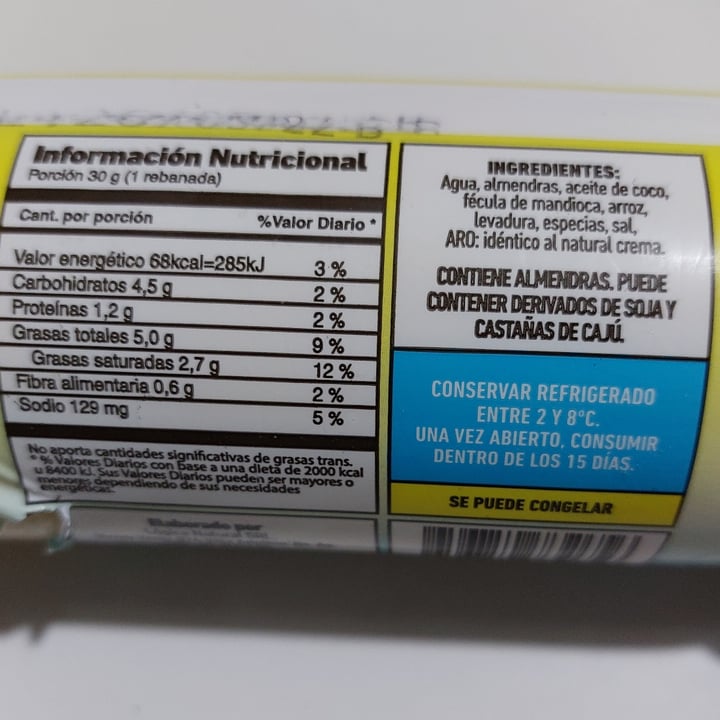 Información Nutricional
Porción 30 g (1 rebanada)
Cant. por porción %Valor Diario *
Valor energético 68kcal=285kJ 3 %
Carbohidratos 4,5 g 2 %
Proteínas 1,2 g 2 %
Grasas totales 5,0 g 9 %
Grasas saturadas 2,7 g 12 %
Fibra alimentaria 0,6 g 2 %
Sodio 129 mg 5 %
No aporta cantidades significativas de grasas trans.
* % Valores Diarios con base a una dieta de 2000 kcal
u 8400 kJ. Sus Valores Diarios pueden ser mayores o
menores dependiendo de sus necesidades
energéticas.
Elaborado por
INGREDIENTES:
Agua, almendras, aceite de coco,
fécula de mandioca, arroz,
levadura, especias, sal,
ARO: idéntico al natural crema.
CONTIENE ALMENDRAS. PUEDE
CONTENER DERIVADOS DE SOJA Y
CASTAÑAS DE CAJÚ.
CONSERVAR REFRIGERADO
ENTRE 2 Y 8°C.
UNA VEZ ABIERTO, CONSUMIR
DENTRO DE LOS 15 DÍAS.
SE PUEDE CONGELAR